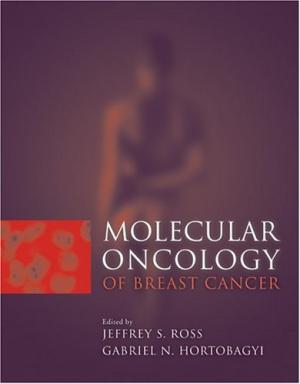 MOLECULAR
ONCOLOGY
OF BREAST CANCER
Edited by
JEFFREY S. ROSS
GABRIEL N. HORTOBAGYI